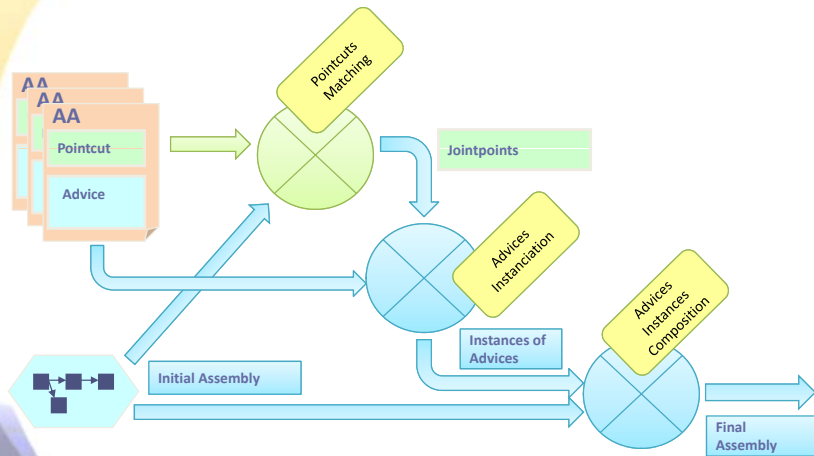 AA
AA
AA
Pointcut
Advice
Pointcuts
Matching
Jointpoints
Advices
Instanciation
Advices
Instances
Composition
Instances of
Advices
Initial Assembly
Final
Assembly